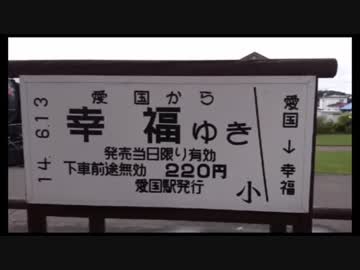 14. 6.13
愛国から
幸福ゆき
発売当日限り有効
下車前途無効 220円
愛国駅発行
小
愛国→幸福